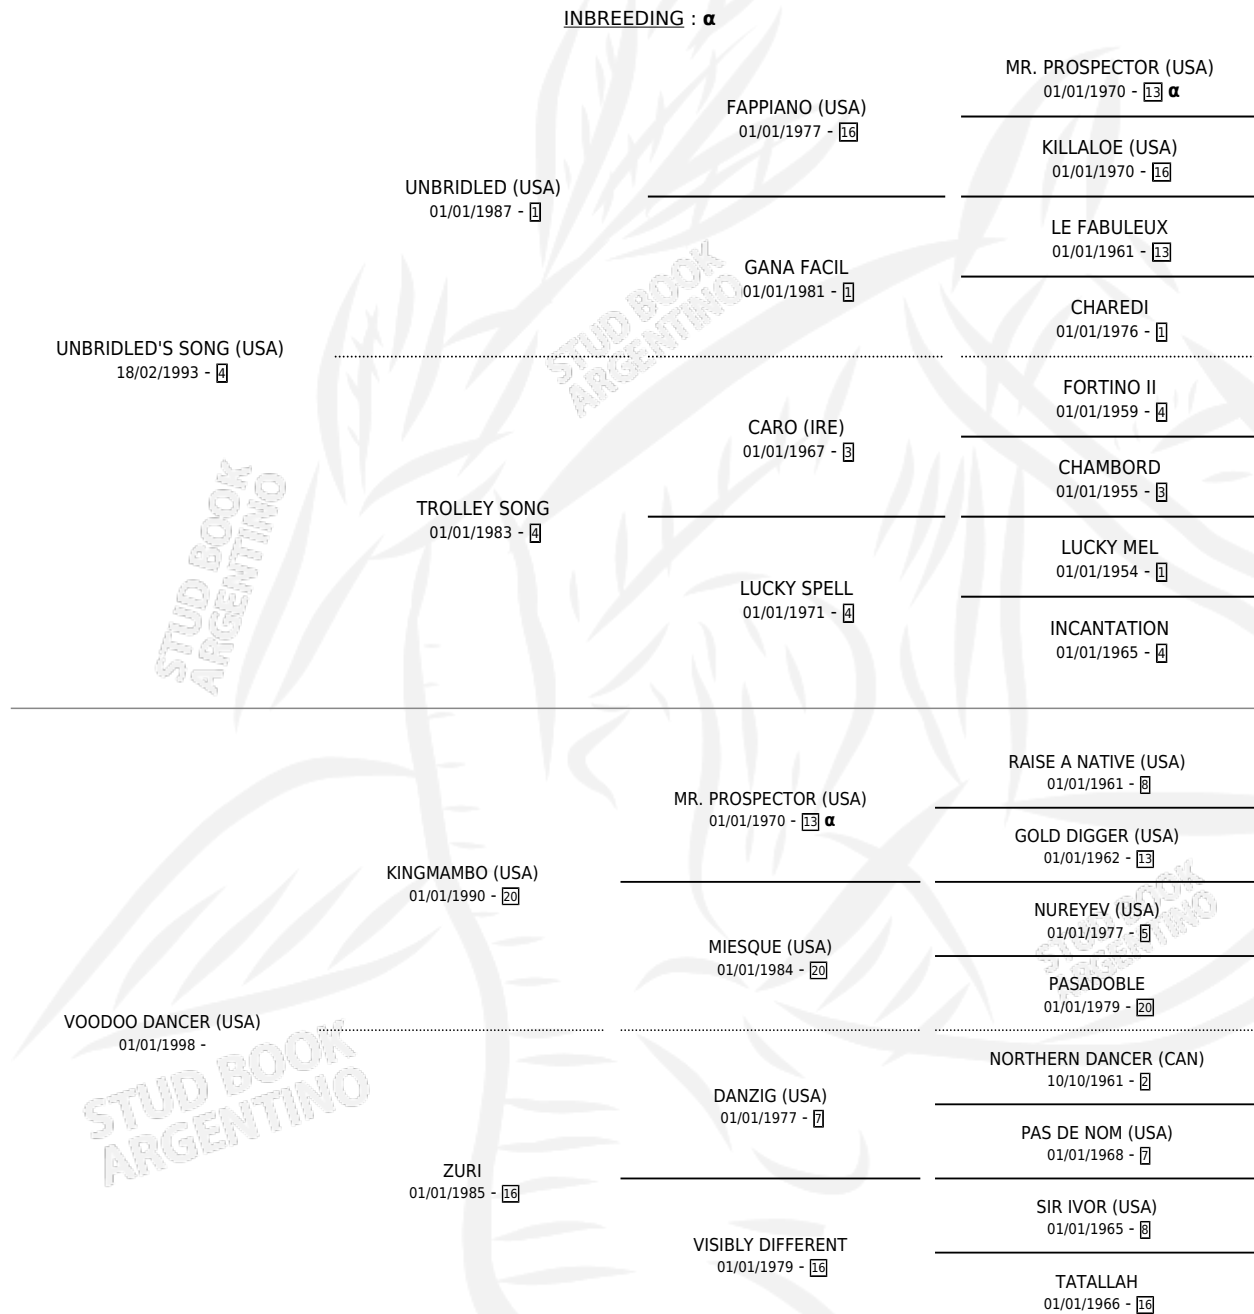 INBREEDING : α
MR. PROSPECTOR (USA)
01/01/1970 - 13 α
FAPPIANO (USA)
01/01/1977 - 16
KILLALOE (USA)
01/01/1970 - 16
UNBRIDLED (USA)
01/01/1987 - 1
LE FABULEUX
01/01/1961 - 13
GANA FACIL
01/01/1981 - 1
CHAREDI
01/01/1976 - 1
UNBRIDLED'S SONG (USA)
18/02/1993 - 4
FORTINO II
01/01/1959 - 4
CARO (IRE)
01/01/1967 - 3
CHAMBORD
01/01/1955 - 3
TROLLEY SONG
01/01/1983 - 4
LUCKY MEL
01/01/1954 - 1
LUCKY SPELL
01/01/1971 - 4
INCANTATION
01/01/1965 - 4
RAISE A NATIVE (USA)
01/01/1961 - 8
MR. PROSPECTOR (USA)
01/01/1970 - 13 α
GOLD DIGGER (USA)
01/01/1962 - 13
KINGMAMBO (USA)
01/01/1990 - 20
NUREYEV (USA)
01/01/1977 - 5
MIESQUE (USA)
01/01/1984 - 20
PASADOBLE
01/01/1979 - 20
VOODOO DANCER (USA)
01/01/1998 -
NORTHERN DANCER (CAN)
10/10/1961 - 2
DANZIG (USA)
01/01/1977 - 7
PAS DE NOM (USA)
01/01/1968 - 7
ZURI
01/01/1985 - 16
SIR IVOR (USA)
01/01/1965 - 8
VISIBLY DIFFERENT
01/01/1979 - 16
TATALLAH
01/01/1966 - 16
STUD BOOK
ARGENTINO
STUD BOOK
ARGENTINO
STUD BOOK
ARGENTINO
STUD BOOK
ARGENTINO